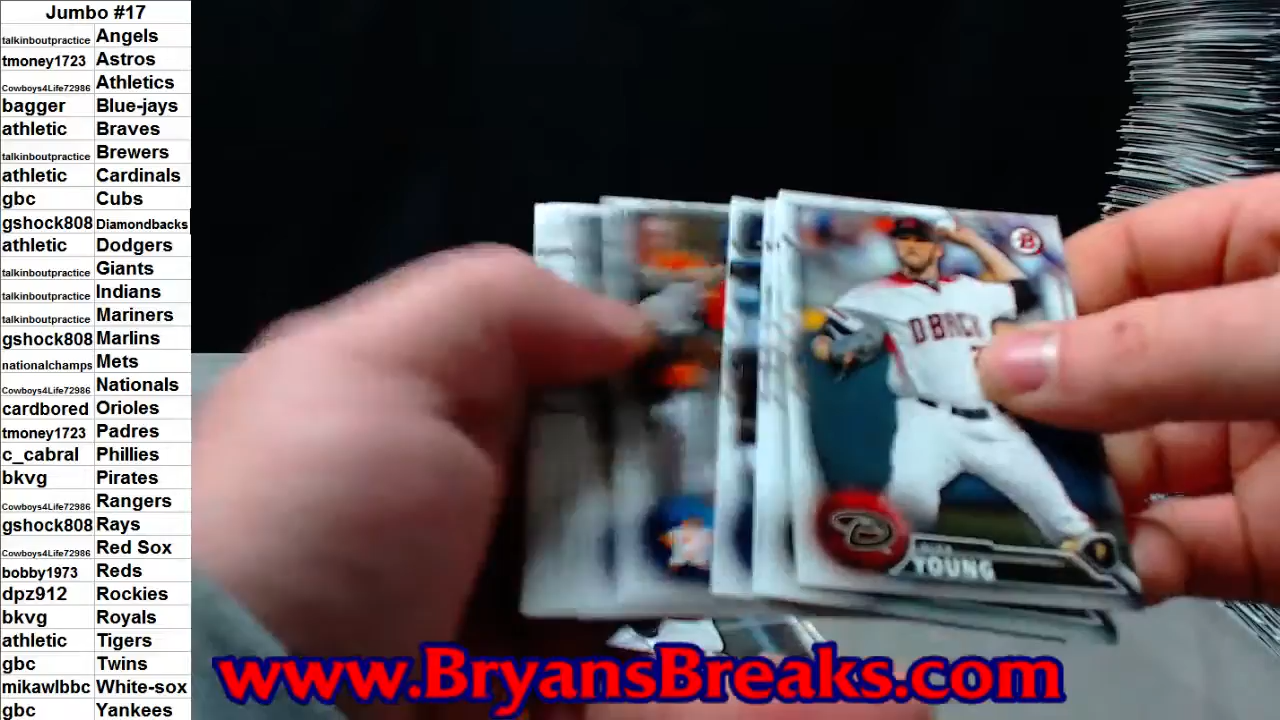 Jumbo #17
talkinboutpractice Angels
tmoney1723 Astros
Cowboys4Life72986 Athletics
bagger Blue-jays
athletic Braves
talkinboutpractice Brewers
athletic Cardinals
gbc Cubs
gshock808 Diamondbacks
athletic Dodgers
talkinboutpractice Giants
talkinboutpractice Indians
talkinboutpractice Mariners
gshock808 Marlins
nationalchamps Mets
Cowboys4Life72986 Nationals
cardbored Orioles
tmoney1723 Padres
c_cabral Phillies
bkvg Pirates
Cowboys4Life72986 Rangers
gshock808 Rays
Cowboys4Life72986 Red Sox
bobby1973 Reds
dpz912 Rockies
bkvg Royals
athletic Tigers
gbc Twins
mikawlbbc White-sox
gbc Yankees
B
YOUNG
www.BryansBreaks.com